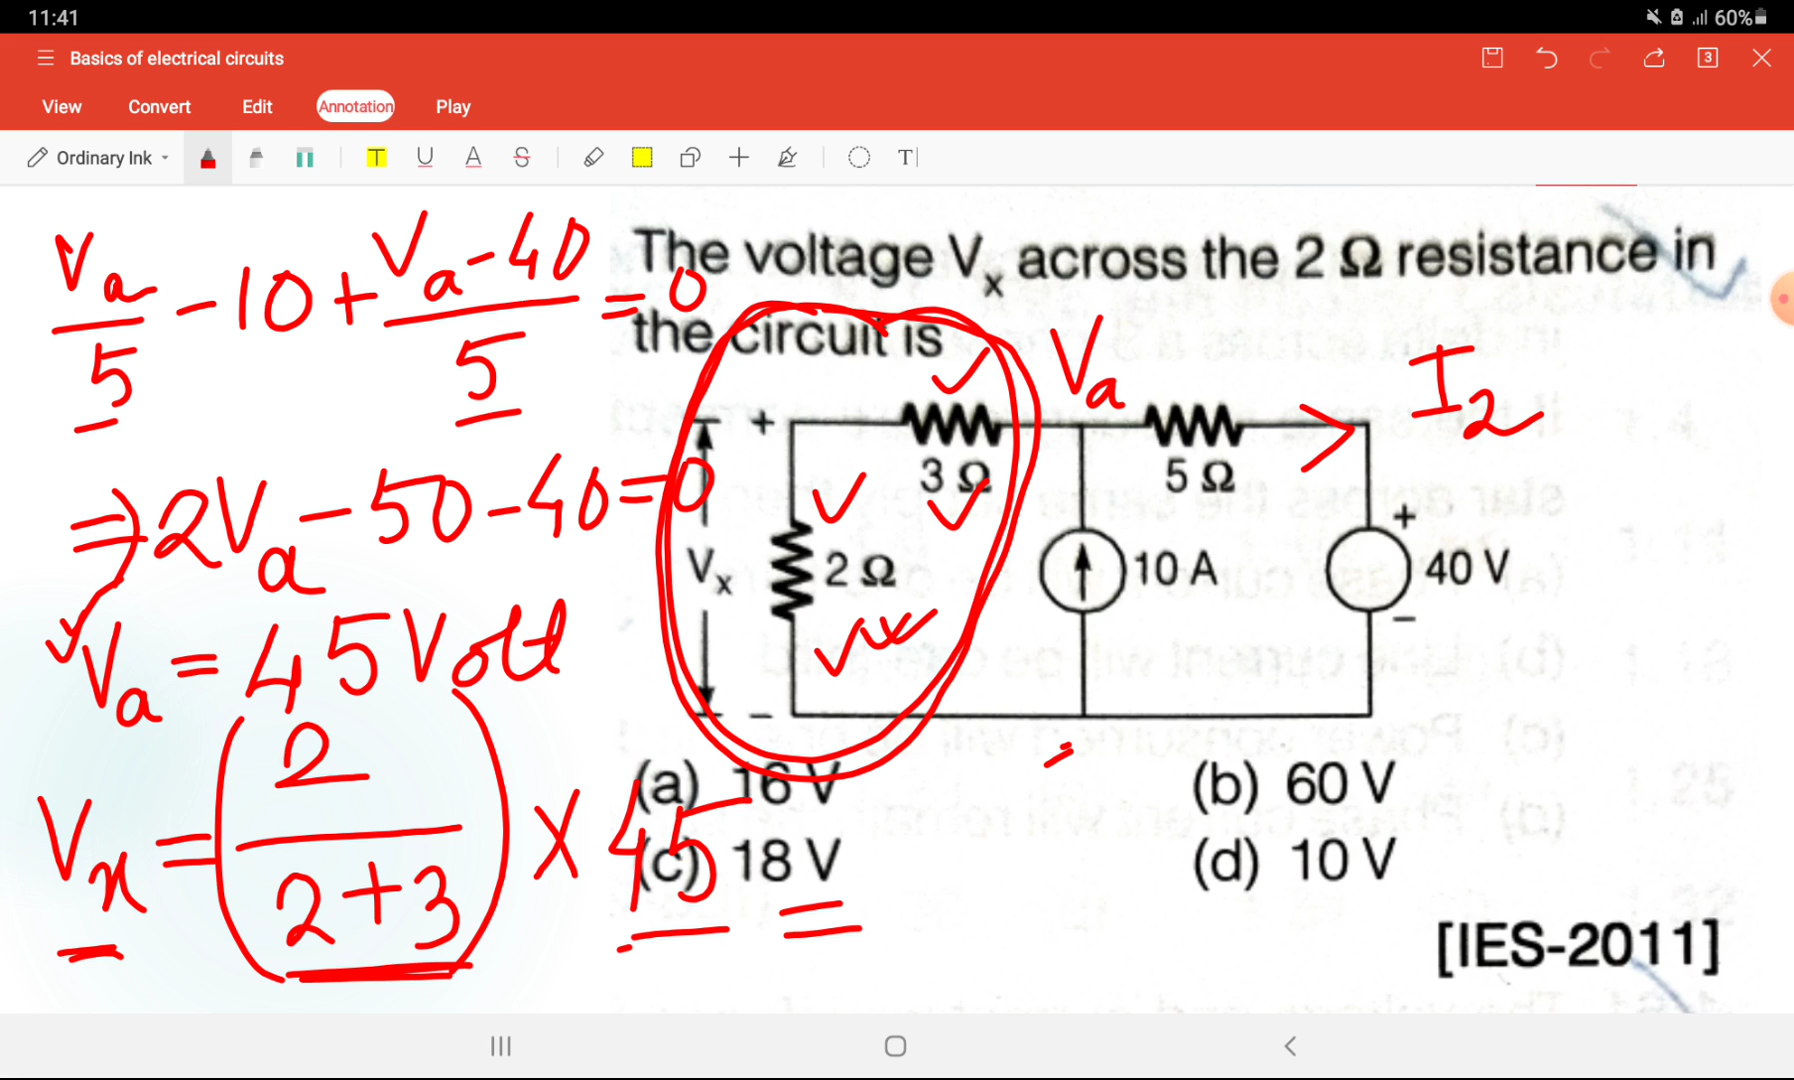 11:41
60%
Basics of electrical circuits
3
View Convert Edit Annotation Play
Ordinary Ink T U A S T
Va/5 - 10 + Va - 40/5 = 0
⇒ 2Va - 50 - 40 = 0
Va = 45 Volt
Vx = (2/2+3) × 45 =
The voltage Vx across the 2 Ω resistance in
the circuit is
Va
I2
+
3 Ω
5 Ω
+
Vx
2 Ω
10 A
40 V
−
−
(a) 16 V
(b) 60 V
(c) 18 V
(d) 10 V
[IES-2011]